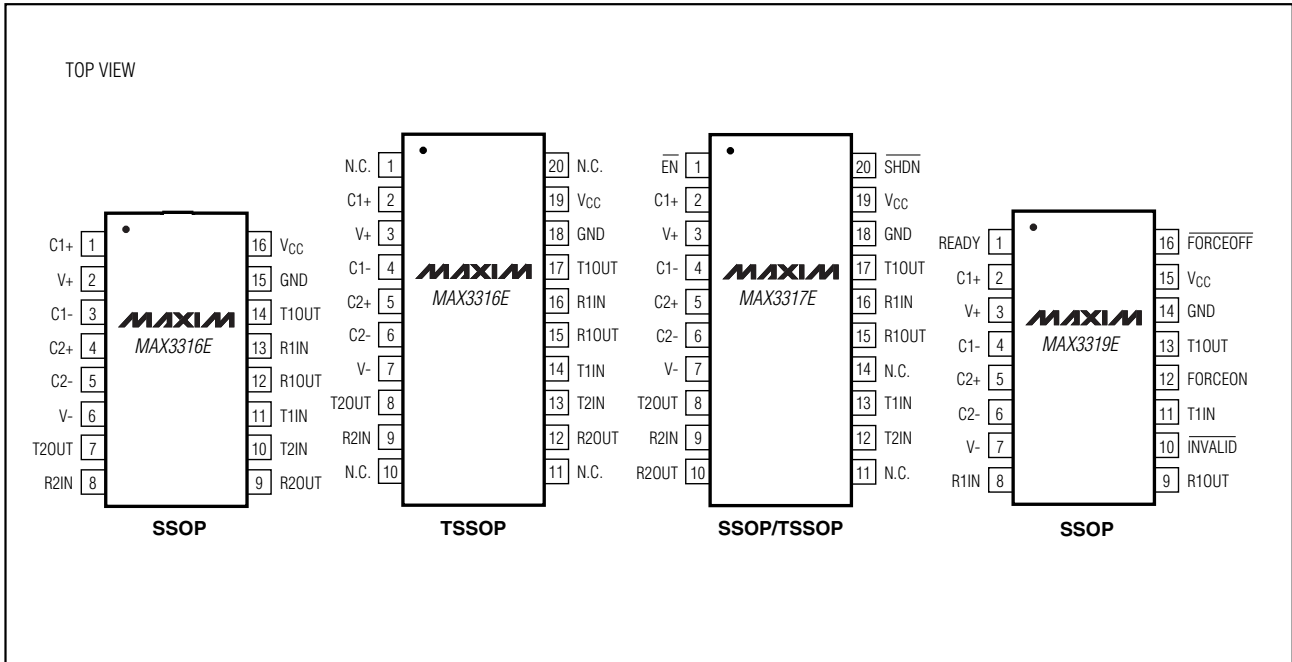 TOP VIEW
C1+ 1
V+ 2
C1- 3
C2+ 4
C2- 5
V- 6
T2OUT 7
R2IN 8
16 VCC
15 GND
14 T1OUT
13 R1IN
12 R1OUT
11 T1IN
10 T2IN
9 R2OUT
MAXIM
MAX3316E
SSOP
N.C. 1
C1+ 2
V+ 3
C1- 4
C2+ 5
C2- 6
V- 7
T2OUT 8
R2IN 9
N.C. 10
20 N.C.
19 VCC
18 GND
17 T1OUT
16 R1IN
15 R1OUT
14 T1IN
13 T2IN
12 R2OUT
11 N.C.
MAXIM
MAX3316E
TSSOP
EN 1
C1+ 2
V+ 3
C1- 4
C2+ 5
C2- 6
V- 7
T2OUT 8
R2IN 9
R2OUT 10
20 SHDN
19 VCC
18 GND
17 T1OUT
16 R1IN
15 R1OUT
14 N.C.
13 T1IN
12 T2IN
11 N.C.
MAXIM
MAX3317E
SSOP/TSSOP
READY 1
C1+ 2
V+ 3
C1- 4
C2+ 5
C2- 6
V- 7
R1IN 8
16 FORCEOFF
15 VCC
14 GND
13 T1OUT
12 FORCEON
11 T1IN
10 INVALID
9 R1OUT
MAXIM
MAX3319E
SSOP